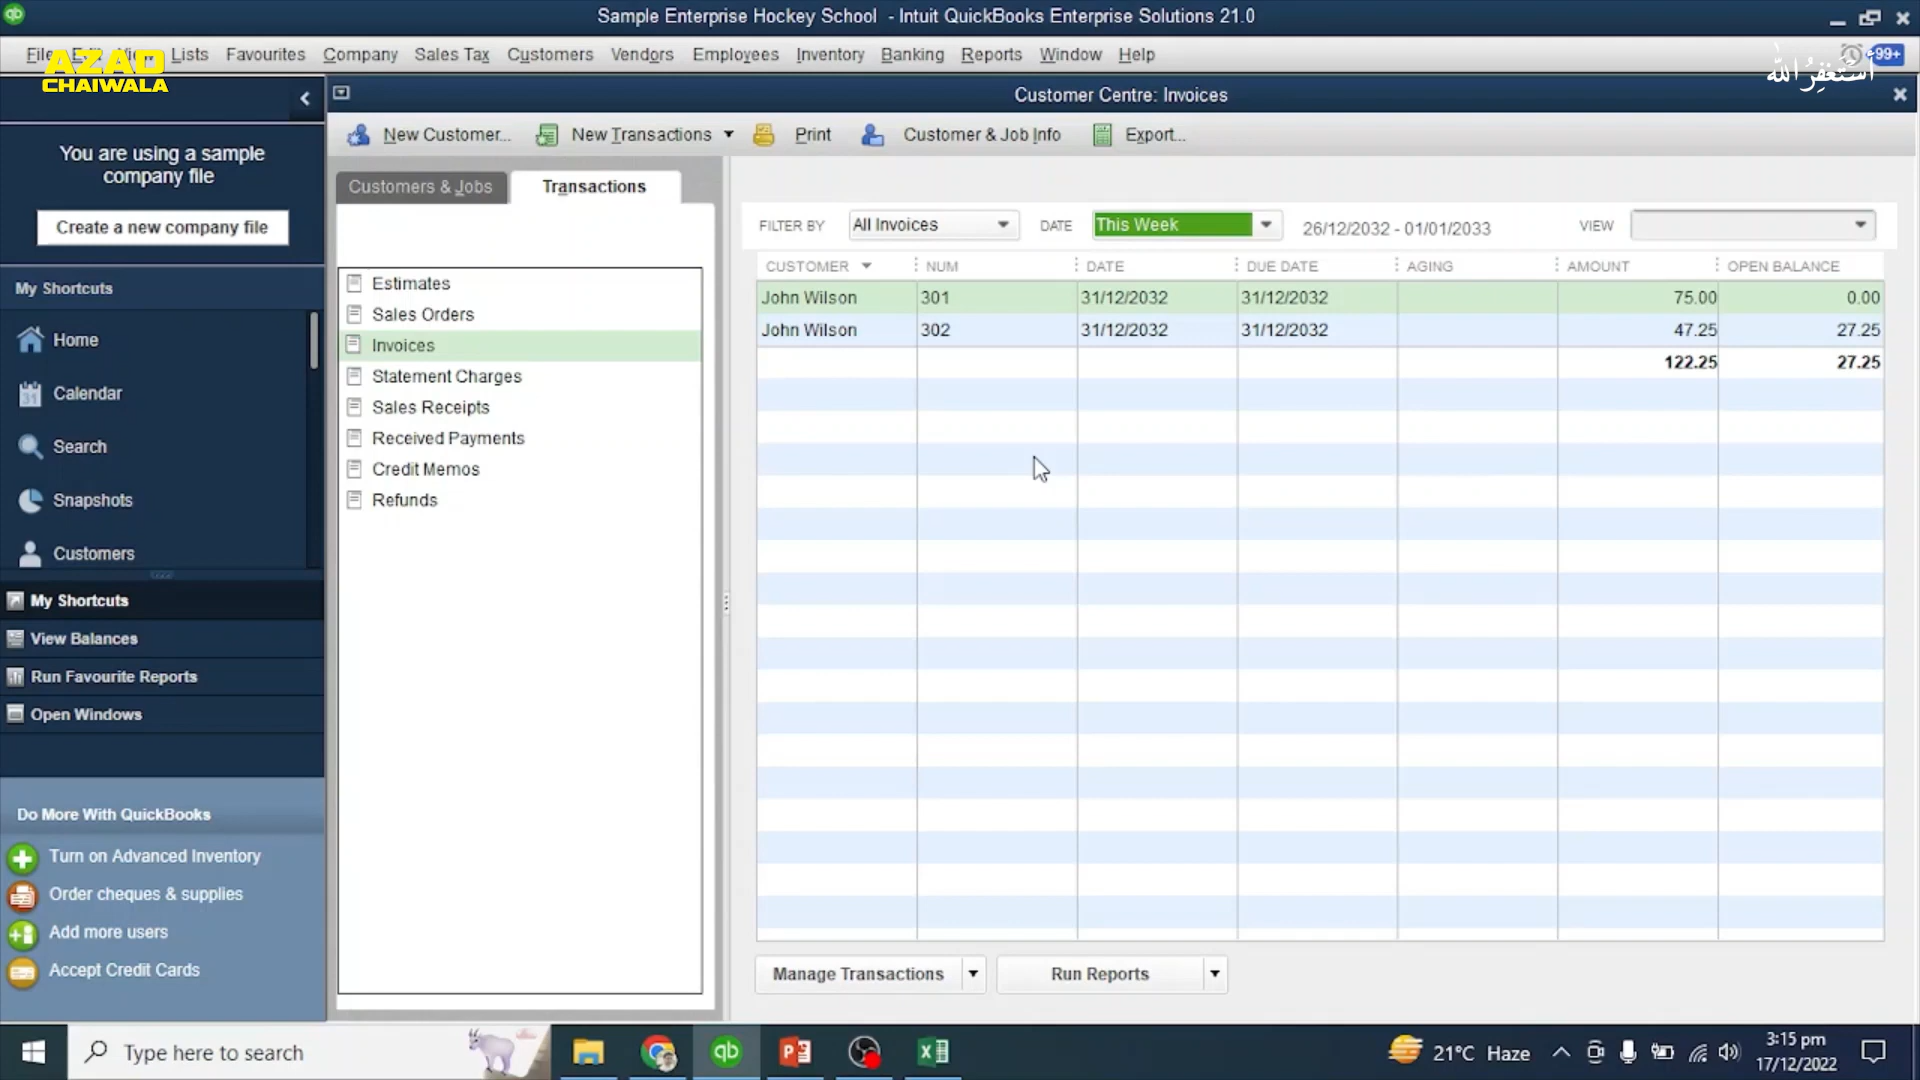 Sample Enterprise Hockey School - Intuit QuickBooks Enterprise Solutions 21.0
File Edit View Lists Favourites Company Sales Tax Customers Vendors Employees Inventory Banking Reports Window Help
99+
AZAD
CHAIWALA
أَسْتَغْفِرُ اللّٰهَ
Customer Centre: Invoices
New Customer... New Transactions Print Customer & Job Info Export...
You are using a sample
company file
Create a new company file
My Shortcuts
Home
31 Calendar
Search
Snapshots
Customers
My Shortcuts
View Balances
Run Favourite Reports
Open Windows
Do More With QuickBooks
Turn on Advanced Inventory
Order cheques & supplies
Add more users
Accept Credit Cards
Customers & Jobs Transactions
Estimates
Sales Orders
Invoices
Statement Charges
Sales Receipts
Received Payments
Credit Memos
Refunds
FILTER BY All Invoices DATE This Week 26/12/2032 - 01/01/2033 VIEW
CUSTOMER NUM DATE DUE DATE AGING AMOUNT OPEN BALANCE
John Wilson 301 31/12/2032 31/12/2032 75.00 0.00
John Wilson 302 31/12/2032 31/12/2032 47.25 27.25
122.25 27.25
Manage Transactions Run Reports
Type here to search
qb
21°C Haze
3:15 pm
17/12/2022